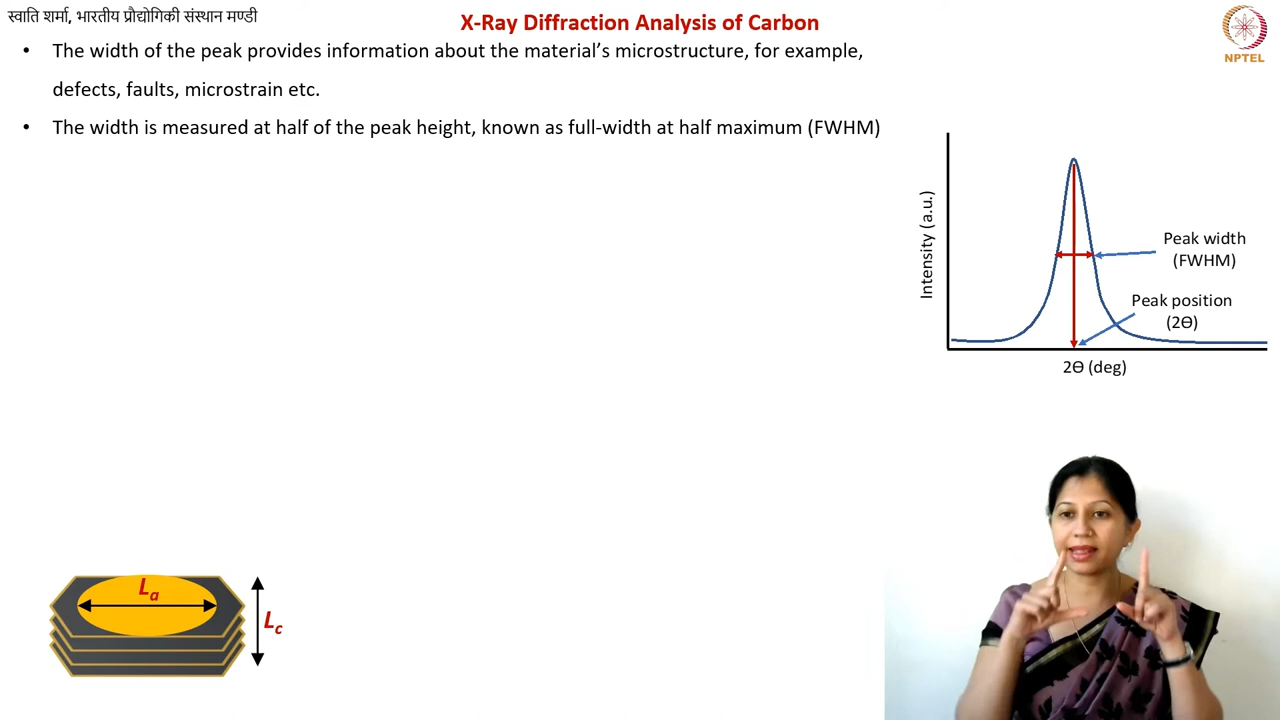 स्वाति शर्मा, भारतीय प्रौद्योगिकी संस्थान मण्डी
X-Ray Diffraction Analysis of Carbon
NPTEL
• The width of the peak provides information about the material’s microstructure, for example,
defects, faults, microstrain etc.
• The width is measured at half of the peak height, known as full-width at half maximum (FWHM)
Intensity (a.u.)
Peak width
(FWHM)
Peak position
(2Ө)
2Ө (deg)
La
Lc